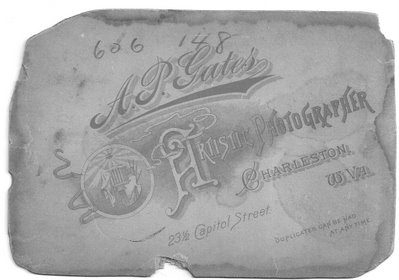 606 148
A.P. Gates
Artistic Photographer
Charleston,
W.Va.
23½ Capitol Street
DUPLICATES CAN BE HAD
AT ANY TIME